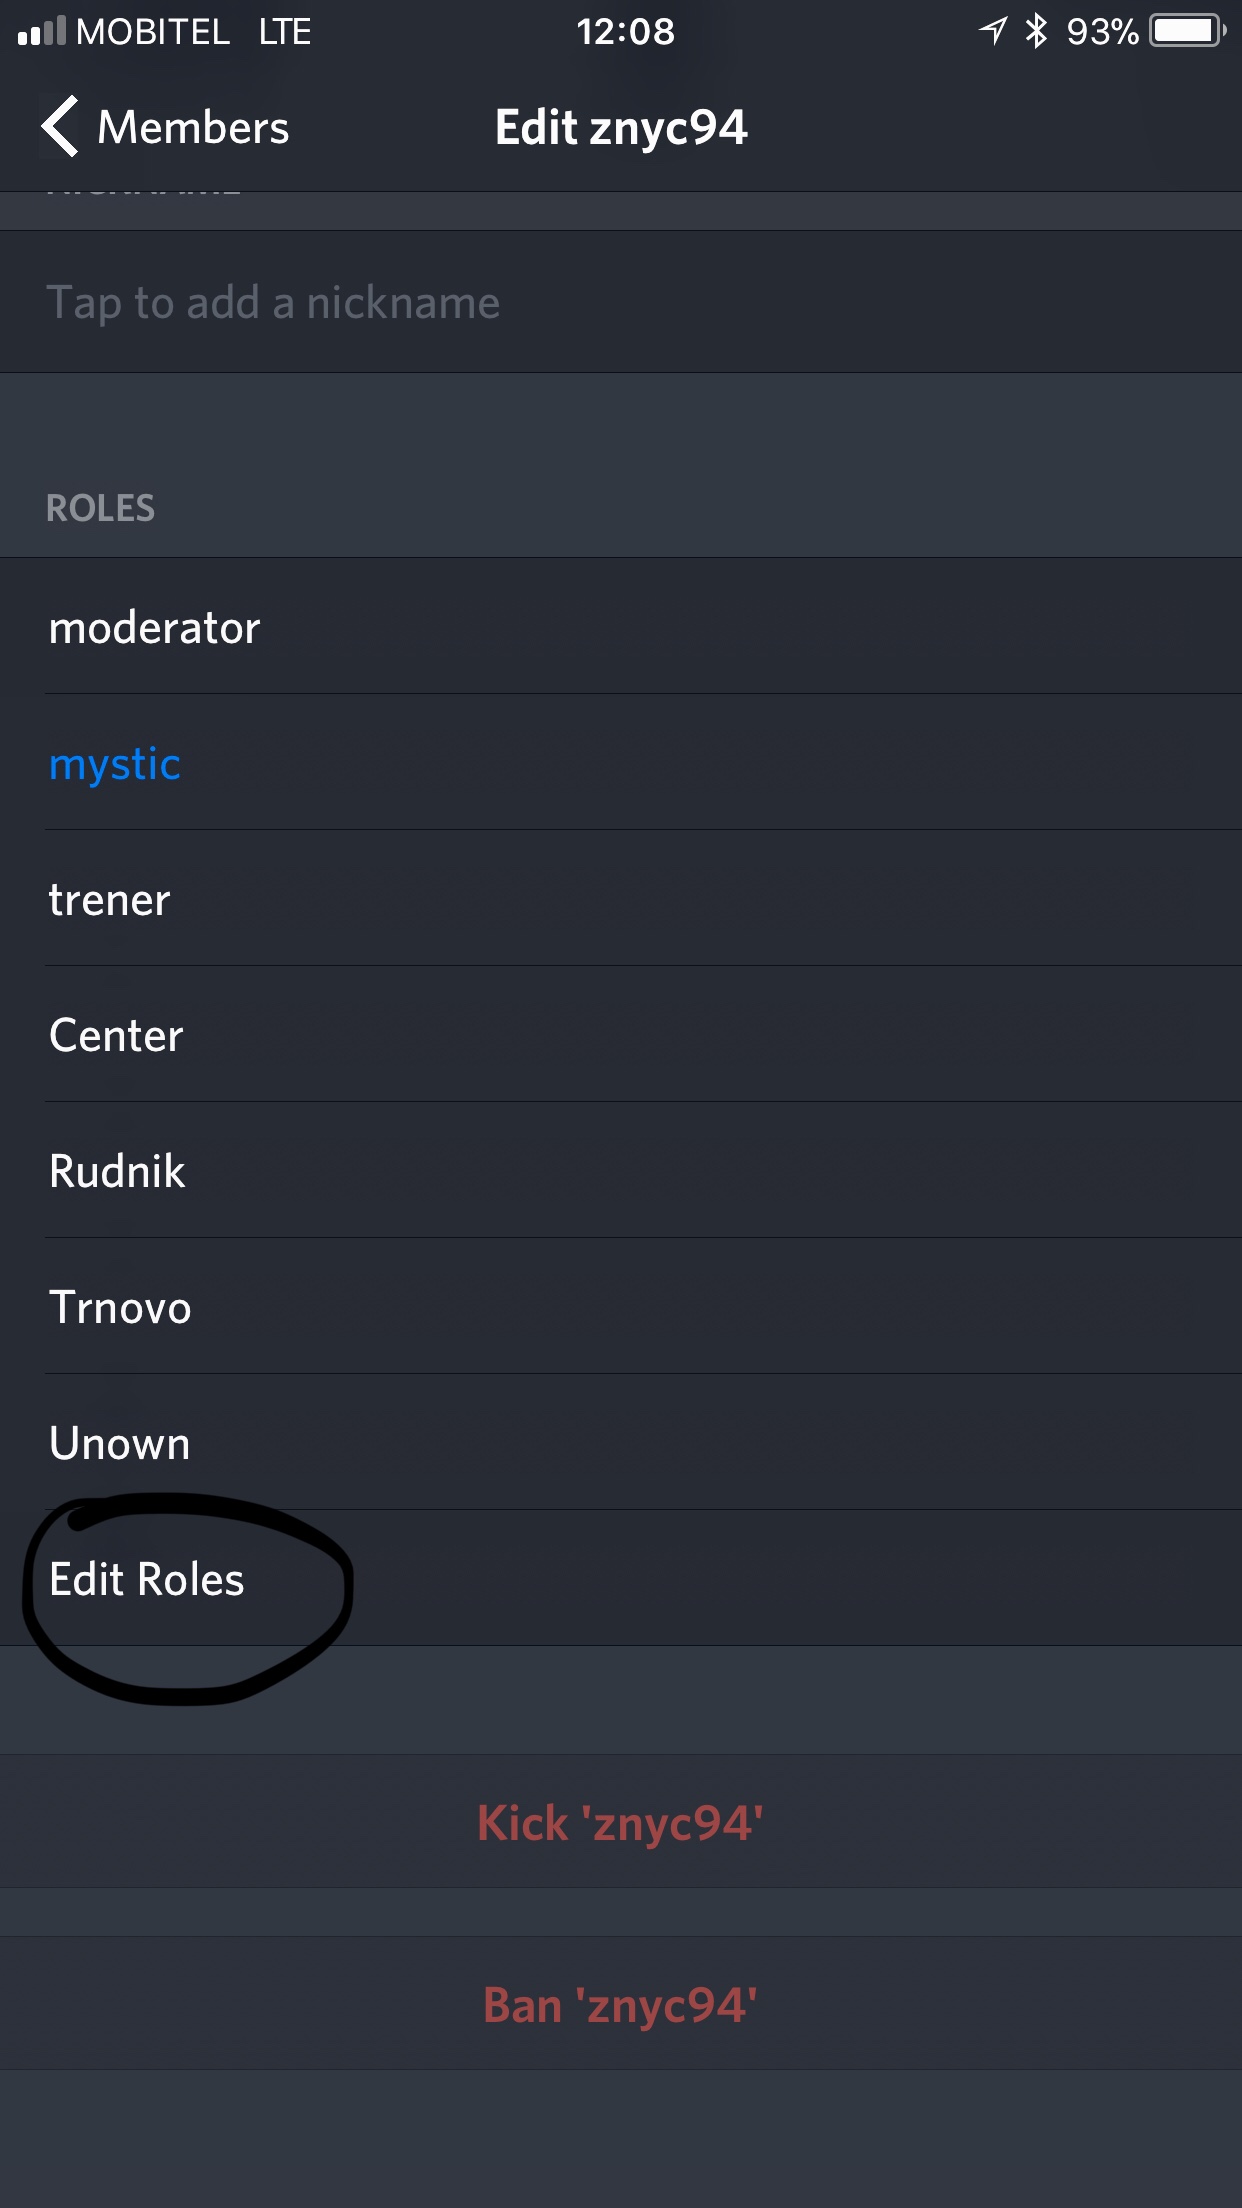 MOBITEL LTE 12:08 93%
Members Edit znyc94
NICKNAME
Tap to add a nickname
ROLES
moderator
mystic
trener
Center
Rudnik
Trnovo
Unown
Edit Roles
Kick 'znyc94'
Ban 'znyc94'